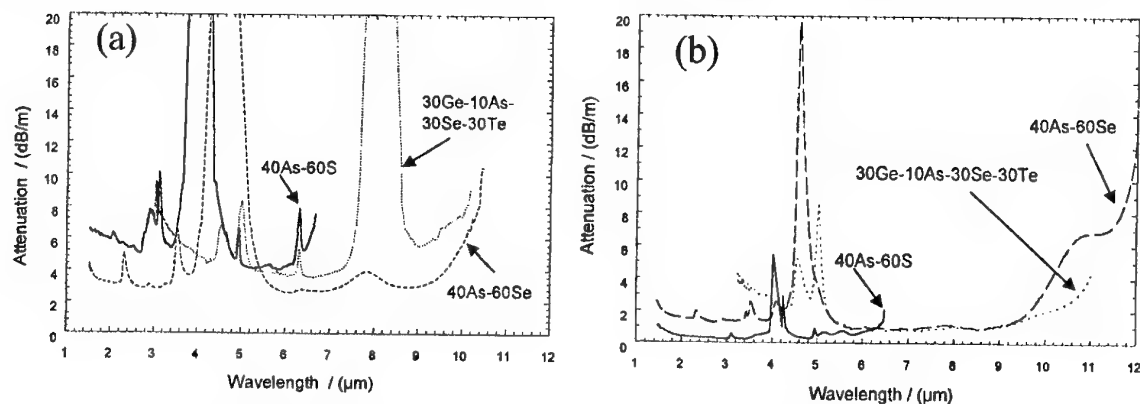 (a)
20
18
16
14
12
10
8
6
4
2
0
Attenuation / (dB/m)
30Ge-10As-
30Se-30Te
40As-60S
40As-60Se
1 2 3 4 5 6 7 8 9 10 11 12
Wavelength / (µm)
(b)
20
18
16
14
12
10
8
6
4
2
0
Attenuation / (dB/m)
40As-60Se
30Ge-10As-30Se-30Te
40As-60S
1 2 3 4 5 6 7 8 9 10 11 12
Wavelength / (µm)